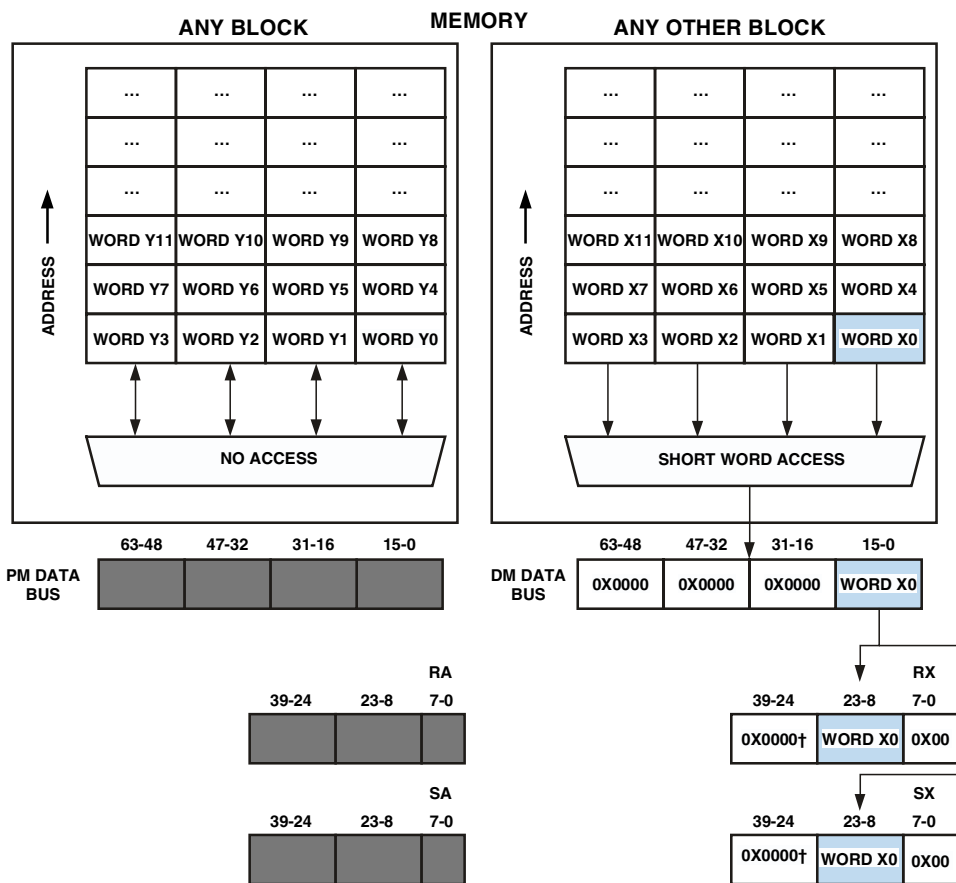 MEMORY
ANY BLOCK
ANY OTHER BLOCK
ADDRESS
... ... ... ...
... ... ... ...
... ... ... ...
WORD Y11 WORD Y10 WORD Y9 WORD Y8
WORD Y7 WORD Y6 WORD Y5 WORD Y4
WORD Y3 WORD Y2 WORD Y1 WORD Y0
NO ACCESS
ADDRESS
... ... ... ...
... ... ... ...
... ... ... ...
WORD X11 WORD X10 WORD X9 WORD X8
WORD X7 WORD X6 WORD X5 WORD X4
WORD X3 WORD X2 WORD X1 WORD X0
SHORT WORD ACCESS
63-48 47-32 31-16 15-0
PM DATA
BUS
63-48 47-32 31-16 15-0
DM DATA
BUS
0X0000 0X0000 0X0000 WORD X0
RA
39-24 23-8 7-0
RX
39-24 23-8 7-0
0X0000† WORD X0 0X00
SA
39-24 23-8 7-0
SX
39-24 23-8 7-0
0X0000† WORD X0 0X00